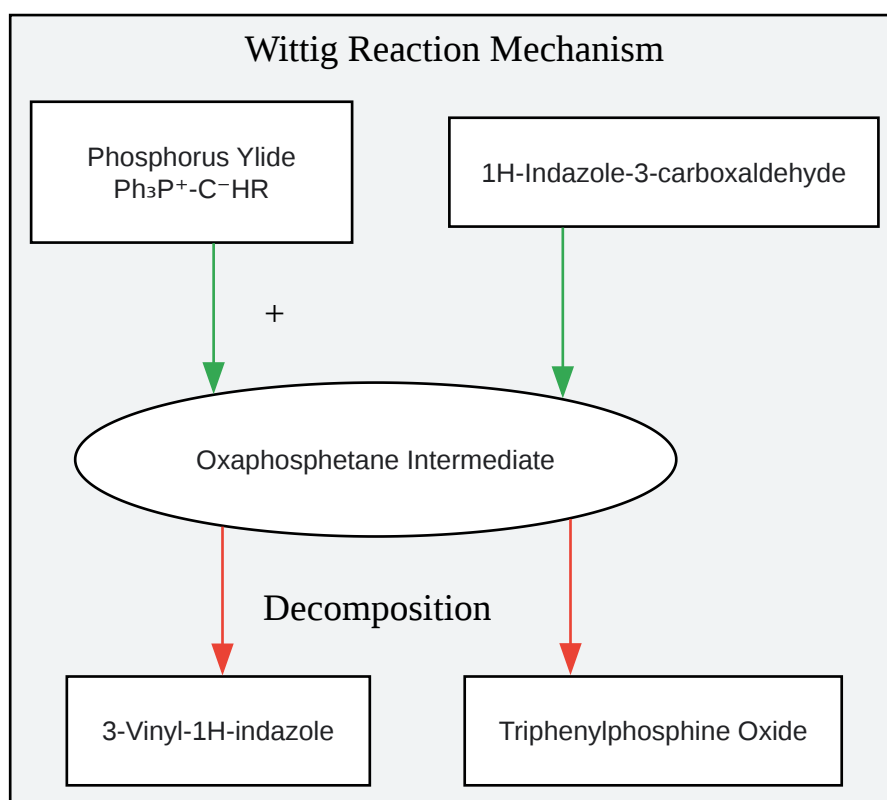 Wittig Reaction Mechanism
Phosphorus Ylide
Ph₃P⁺-C⁻HR
1H-Indazole-3-carboxaldehyde
+
Oxaphosphetane Intermediate
Decomposition
3-Vinyl-1H-indazole
Triphenylphosphine Oxide